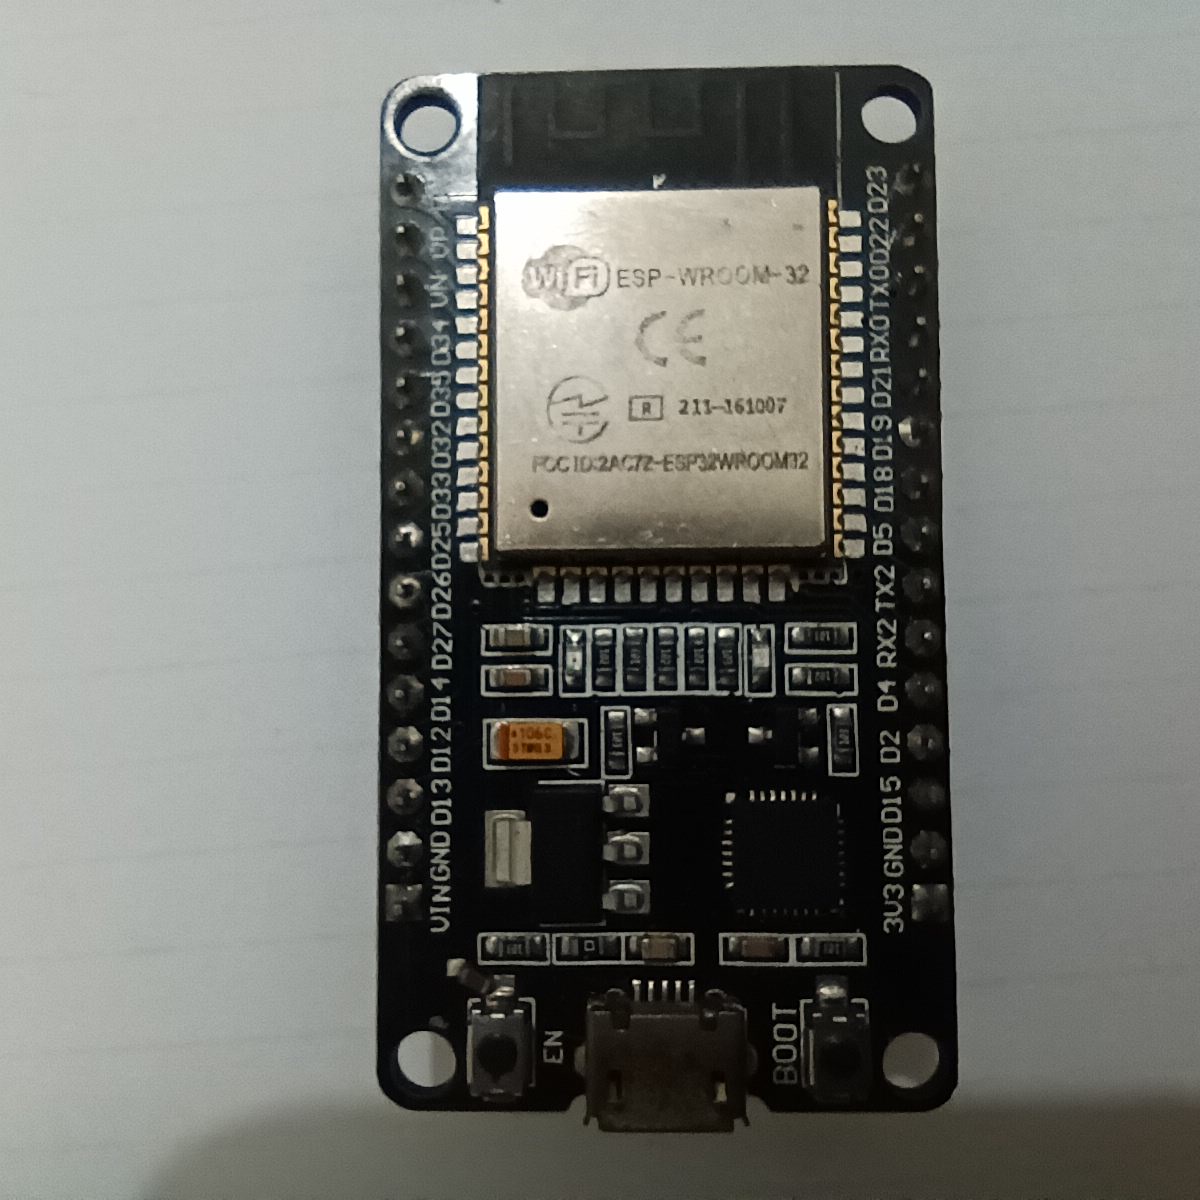 WiFi ESP-WROOM-32
CE
R 211-161007
FCC ID:2AC7Z-ESP32WROOM32
VP
VN
D34
D35
D32
D33
D25
D26
D27
D14
D12
D13
GND
VIN
D23
D22
TX0
RX0
D21
D19
D18
D5
TX2
RX2
D4
D2
D15
GND
3V3
106C
EN
BOOT